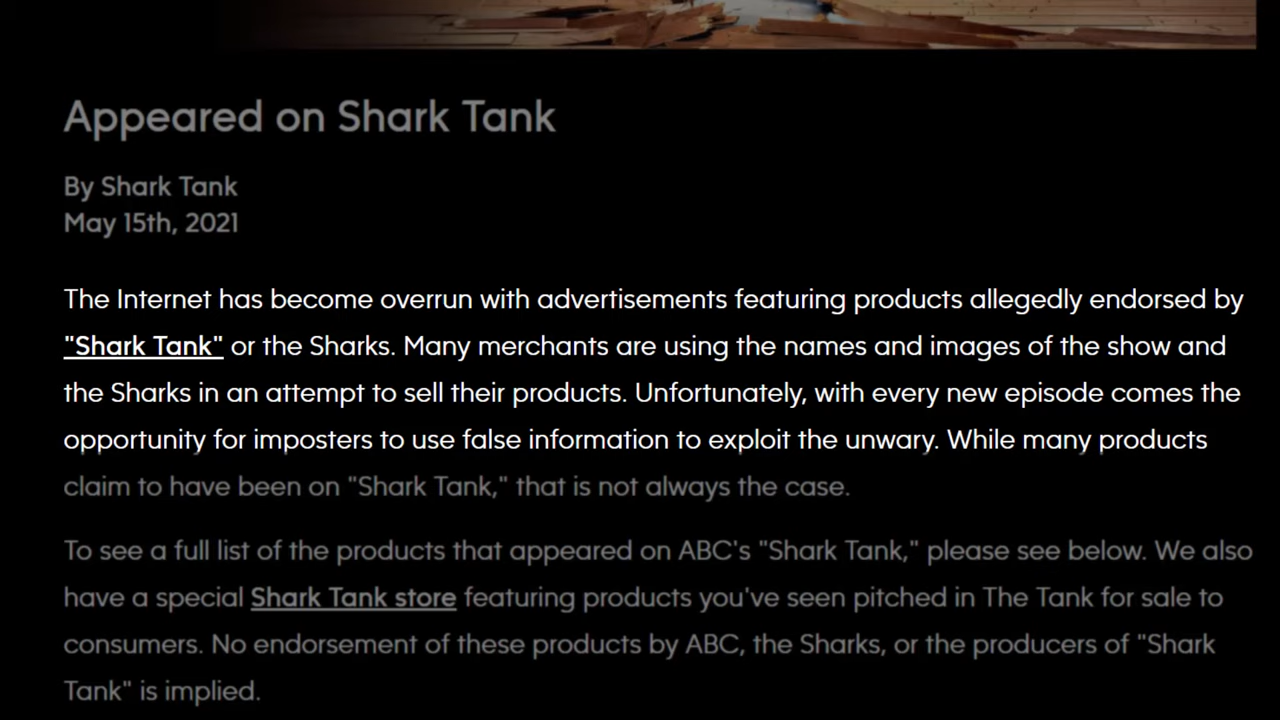 Appeared on Shark Tank
By Shark Tank
May 15th, 2021
The Internet has become overrun with advertisements featuring products allegedly endorsed by
"Shark Tank" or the Sharks. Many merchants are using the names and images of the show and
the Sharks in an attempt to sell their products. Unfortunately, with every new episode comes the
opportunity for imposters to use false information to exploit the unwary. While many products
claim to have been on "Shark Tank," that is not always the case.
To see a full list of the products that appeared on ABC's "Shark Tank," please see below. We also
have a special Shark Tank store featuring products you've seen pitched in The Tank for sale to
consumers. No endorsement of these products by ABC, the Sharks, or the producers of "Shark
Tank" is implied.